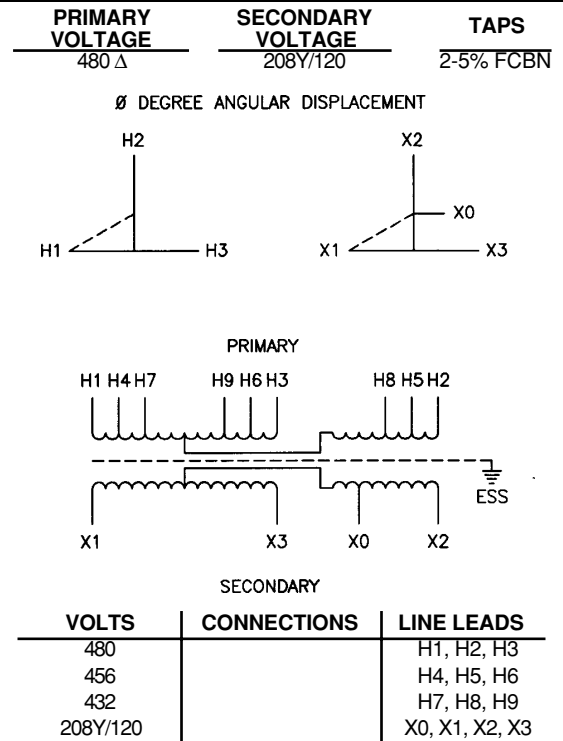 PRIMARY VOLTAGE SECONDARY VOLTAGE TAPS
480 Δ 208Y/120 2-5% FCBN
Ø DEGREE ANGULAR DISPLACEMENT
H2 X2
X0
H1 H3 X1 X3
PRIMARY
H1 H4 H7 H9 H6 H3 H8 H5 H2
ESS
X1 X3 X0 X2
SECONDARY
VOLTS CONNECTIONS LINE LEADS
480 H1, H2, H3
456 H4, H5, H6
432 H7, H8, H9
208Y/120 X0, X1, X2, X3